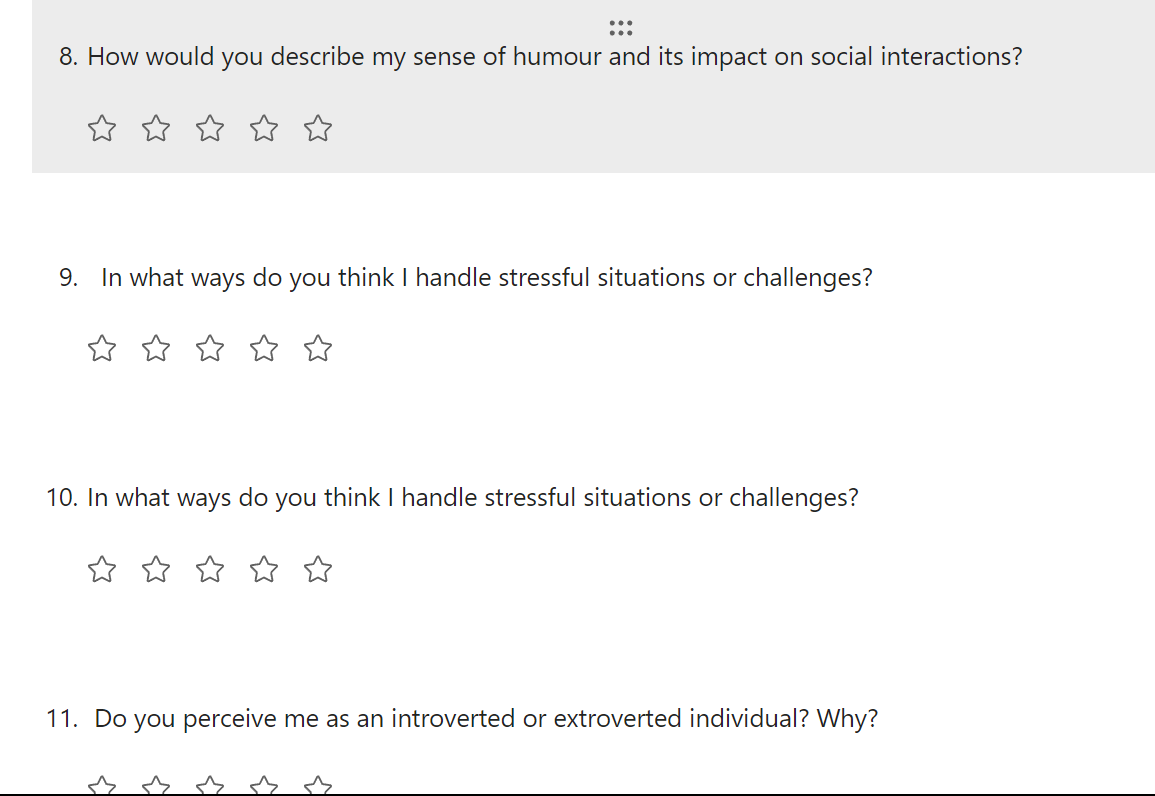 8. How would you describe my sense of humour and its impact on social interactions?
9. In what ways do you think I handle stressful situations or challenges?
10. In what ways do you think I handle stressful situations or challenges?
11. Do you perceive me as an introverted or extroverted individual? Why?